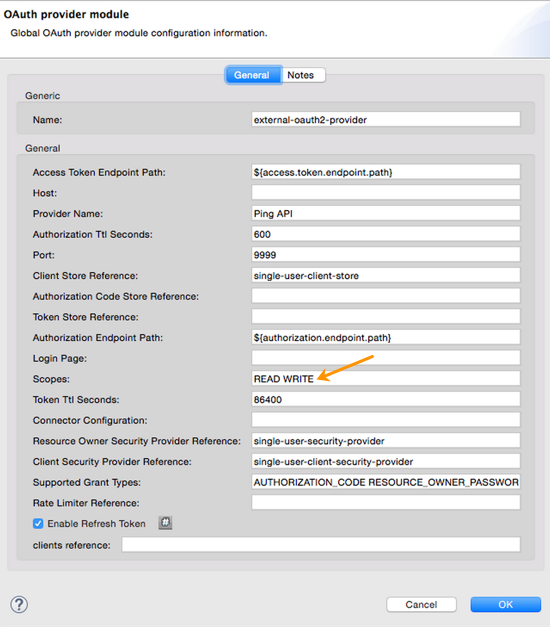 OAuth provider module
Global OAuth provider module configuration information.
General Notes
Generic
Name: external-oauth2-provider
General
Access Token Endpoint Path: ${access.token.endpoint.path}
Host:
Provider Name: Ping API
Authorization Ttl Seconds: 600
Port: 9999
Client Store Reference: single-user-client-store
Authorization Code Store Reference:
Token Store Reference:
Authorization Endpoint Path: ${authorization.endpoint.path}
Login Page:
Scopes: READ WRITE
Token Ttl Seconds: 86400
Connector Configuration:
Resource Owner Security Provider Reference: single-user-security-provider
Client Security Provider Reference: single-user-client-security-provider
Supported Grant Types: AUTHORIZATION_CODE RESOURCE_OWNER_PASSWOR
Rate Limiter Reference:
Enable Refresh Token
clients reference:
? Cancel OK